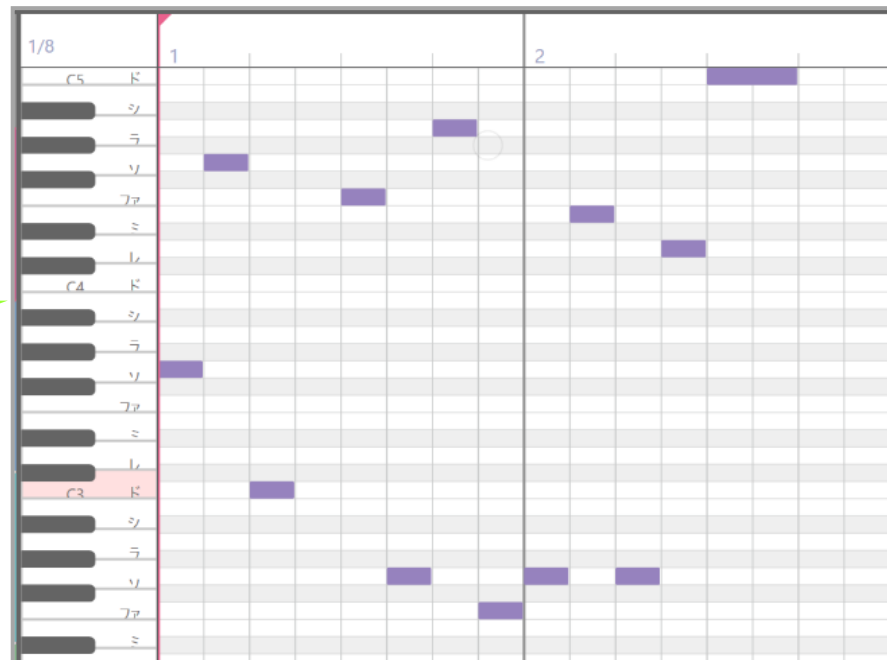 1/8
1
2
C5 ド
シ
ラ
ソ
ファ
ミ
レ
C4 ド
シ
ラ
ソ
ファ
ミ
レ
C3 ド
シ
ラ
ソ
ファ
ミ